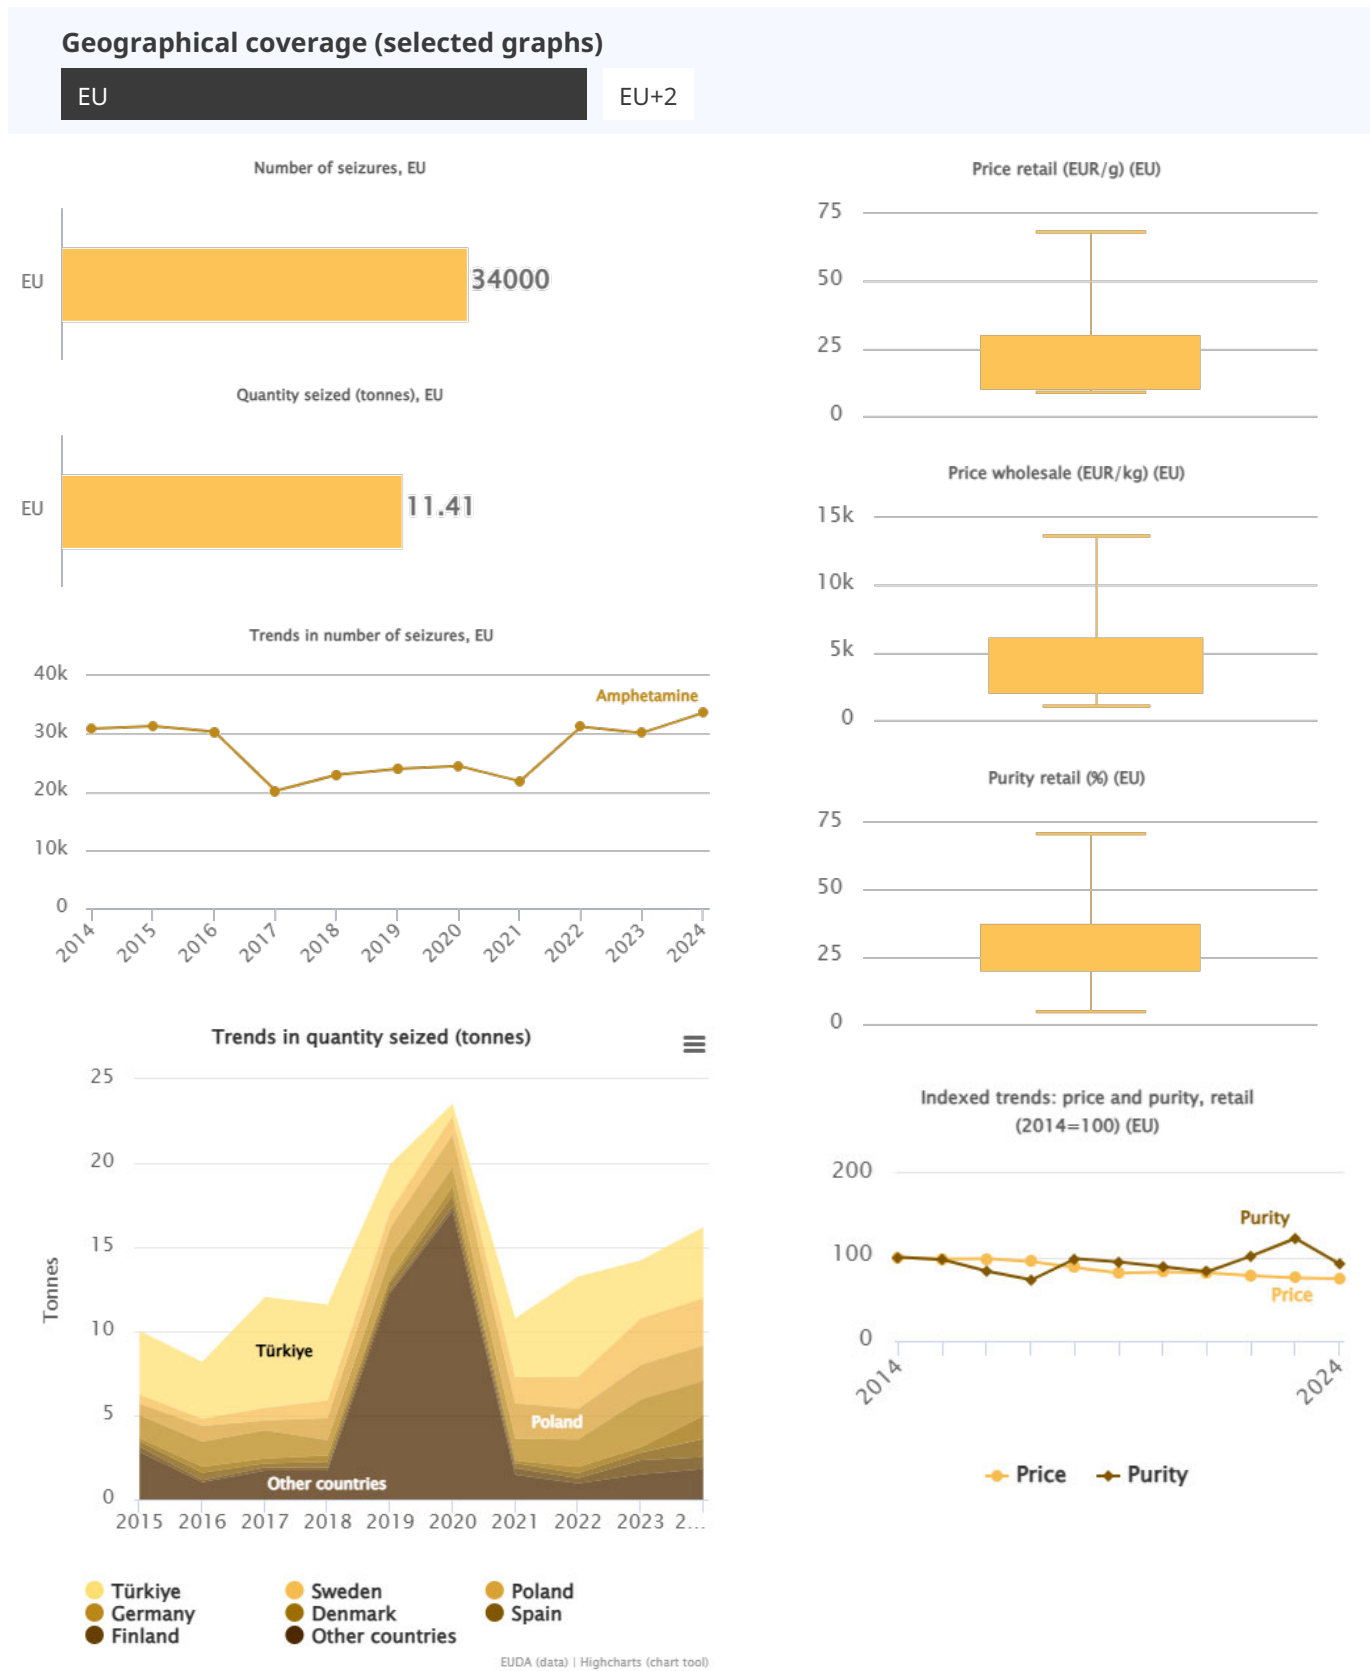 Geographical coverage (selected graphs)
EU
EU+2
Number of seizures, EU
EU
34000
Quantity seized (tonnes), EU
EU
11.41
Trends in number of seizures, EU
40k
30k
20k
10k
0
Amphetamine
2014
2015
2016
2017
2018
2019
2020
2021
2022
2023
2024
Trends in quantity seized (tonnes)
Tonnes
25
20
15
10
5
0
Türkiye
Poland
Other countries
2015 2016 2017 2018 2019 2020 2021 2022 2023 2...
Türkiye Sweden Poland
Germany Denmark Spain
Finland Other countries
EUDA (data) | Highcharts (chart tool)
Price retail (EUR/g) (EU)
75
50
25
0
Price wholesale (EUR/kg) (EU)
15k
10k
5k
0
Purity retail (%) (EU)
75
50
25
0
Indexed trends: price and purity, retail
(2014=100) (EU)
200
100
0
Purity
Price
2014
2024
Price Purity